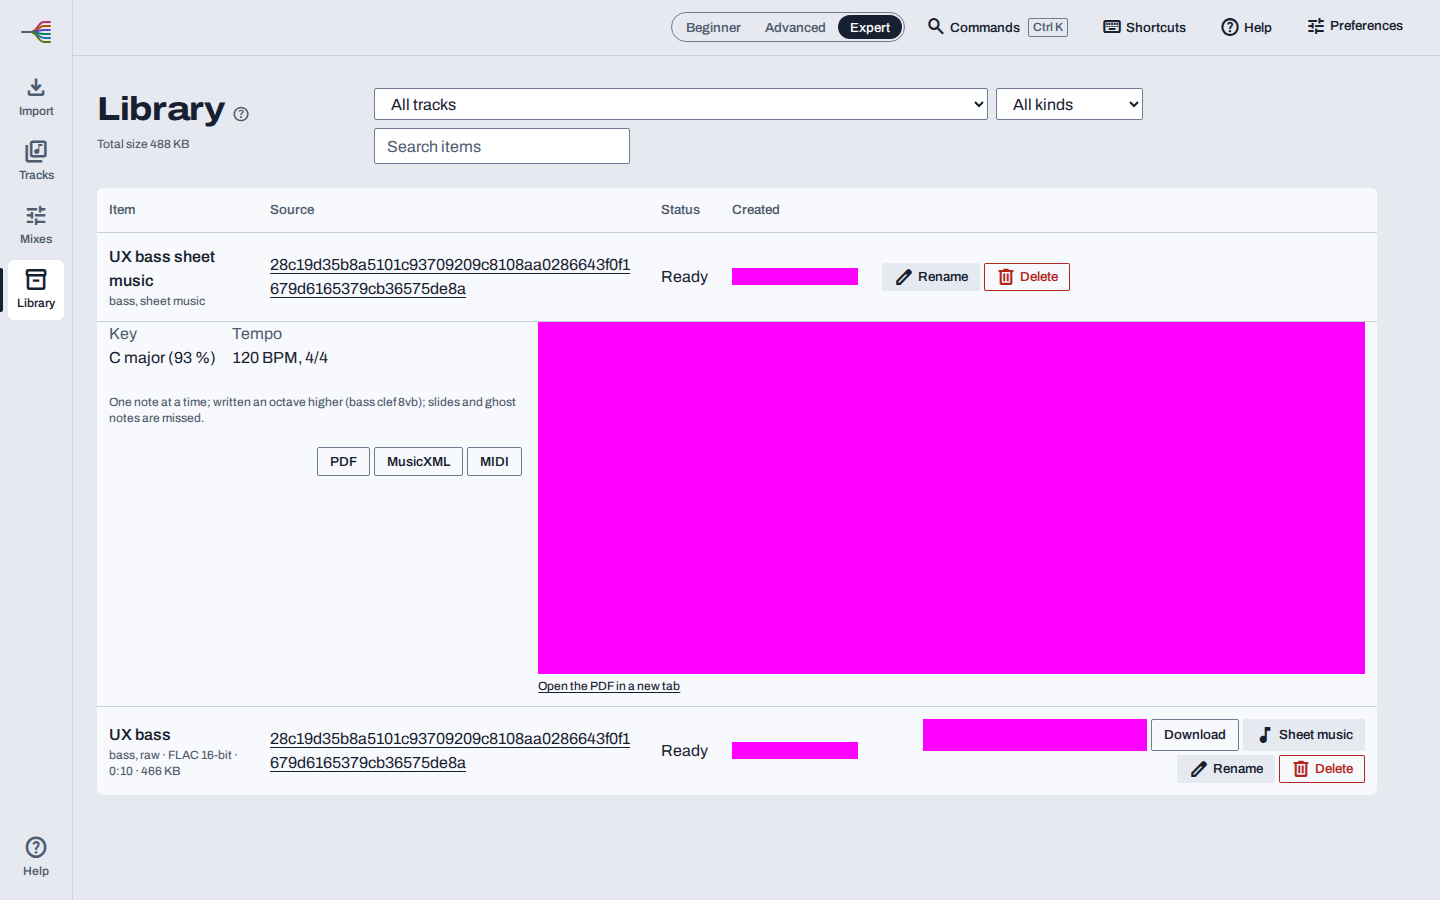 Beginner
Advanced
Expert
Commands
Ctrl K
Shortcuts
Help
Preferences
Import
Tracks
Mixes
Library
Help
Library
Total size 488 KB
All tracks
All kinds
Search items
Item
Source
Status
Created
UX bass sheet
music
bass, sheet music
28c19d35b8a5101c93709209c8108aa0286643f0f1
679d6165379cb36575de8a
Ready
Rename
Delete
Key
Tempo
C major (93 %)
120 BPM, 4/4
One note at a time; written an octave higher (bass clef 8vb); slides and ghost
notes are missed.
PDF
MusicXML
MIDI
Open the PDF in a new tab
UX bass
bass, raw · FLAC 16-bit ·
0:10 · 466 KB
28c19d35b8a5101c93709209c8108aa0286643f0f1
679d6165379cb36575de8a
Ready
Download
Sheet music
Rename
Delete